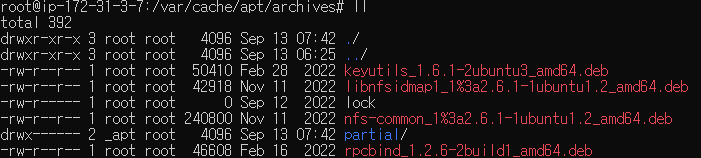 root@ip-172-31-3-7:/var/cache/apt/archives# ll
total 392
drwxr-xr-x 3 root root   4096 Sep 13 07:42 ./
drwxr-xr-x 3 root root   4096 Sep 13 06:25 ../
-rw-r--r-- 1 root root  50410 Feb 28  2022 keyutils_1.6.1-2ubuntu3_amd64.deb
-rw-r--r-- 1 root root  42918 Nov 11  2022 libnfsidmap1_1%3a2.6.1-1ubuntu1.2_amd64.deb
-rw-r----- 1 root root      0 Sep 12  2022 lock
-rw-r--r-- 1 root root 240800 Nov 11  2022 nfs-common_1%3a2.6.1-1ubuntu1.2_amd64.deb
drwx------ 2 _apt root   4096 Sep 13 07:42 partial/
-rw-r--r-- 1 root root  46608 Feb 16  2022 rpcbind_1.2.6-2build1_amd64.deb